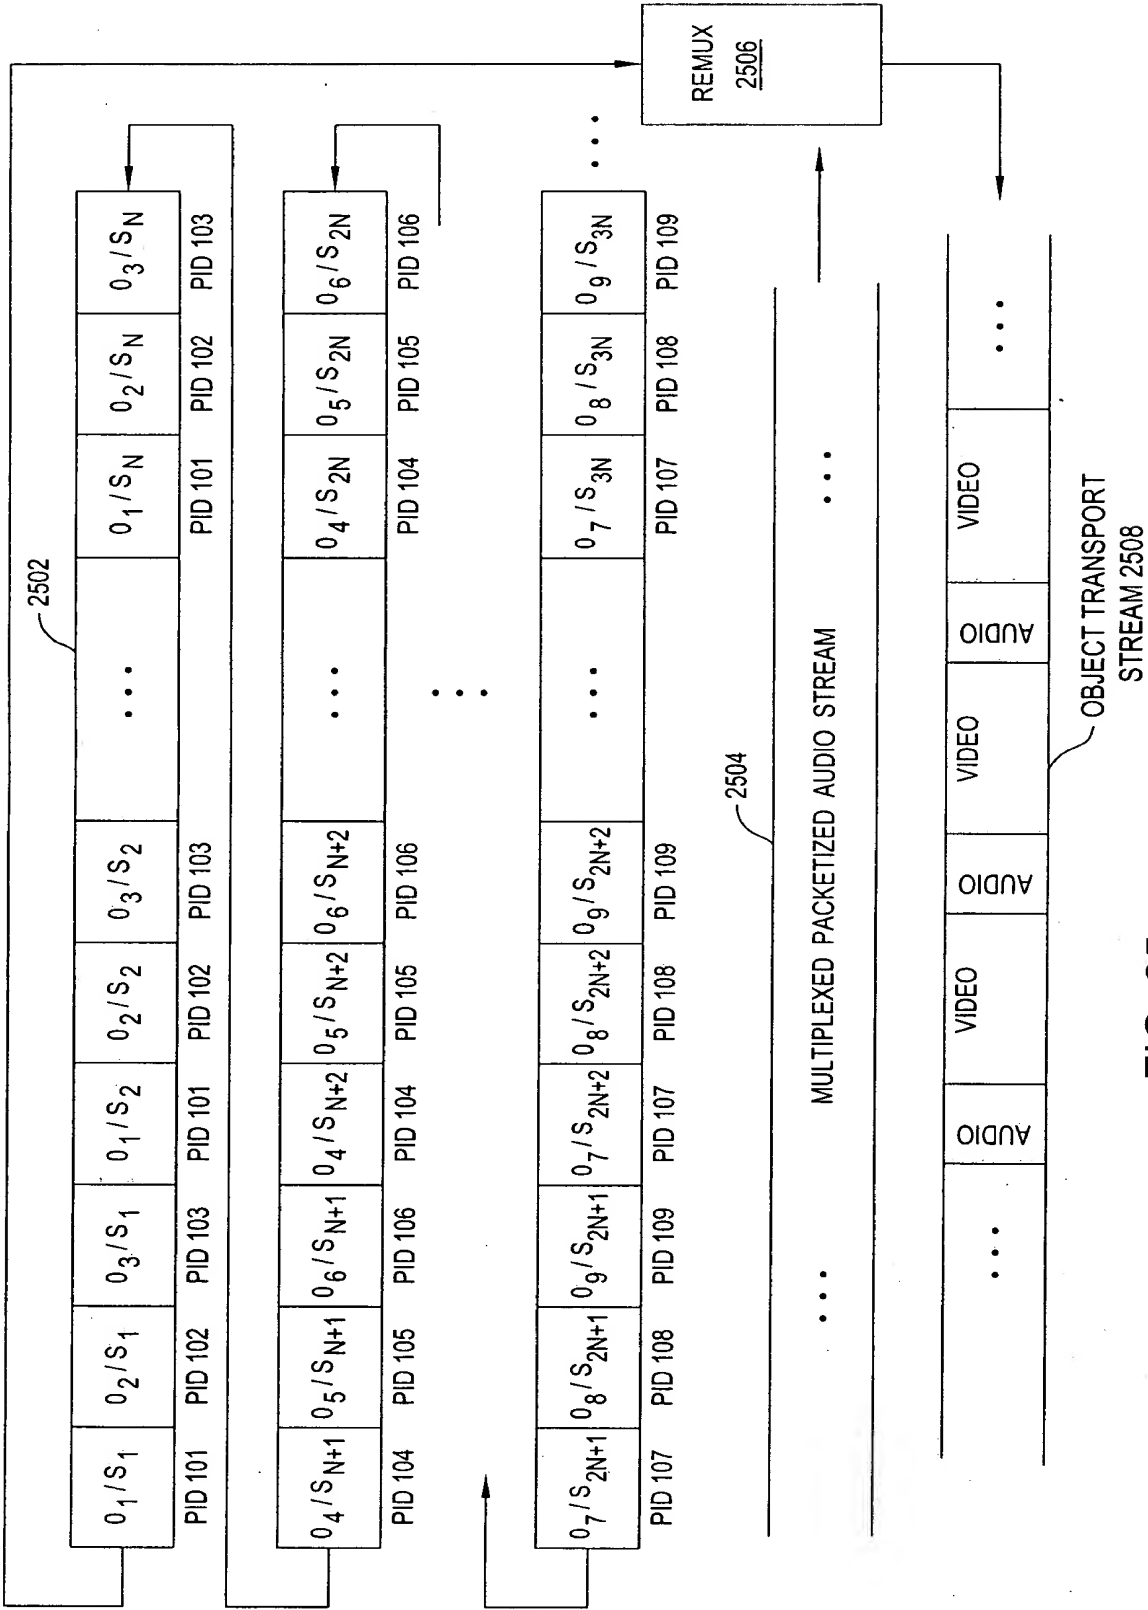 2502
O1/S1 O2/S1 O3/S1 O1/S2 O2/S2 O3/S2 ... O1/SN O2/SN O3/SN
PID 101 PID 102 PID 103 PID 101 PID 102 PID 103 PID 101 PID 102 PID 103
O4/SN+1 O5/SN+1 O6/SN+1 O4/SN+2 O5/SN+2 O6/SN+2 ... O4/S2N O5/S2N O6/S2N
PID 104 PID 105 PID 106 PID 104 PID 105 PID 106 PID 104 PID 105 PID 106
...
O7/S2N+1 O8/S2N+1 O9/S2N+1 O7/S2N+2 O8/S2N+2 O9/S2N+2 ... O7/S3N O8/S3N O9/S3N ...
PID 107 PID 108 PID 109 PID 107 PID 108 PID 109 PID 107 PID 108 PID 109
REMUX
2506
2504
... MULTIPLEXED PACKETIZED AUDIO STREAM ...
... AUDIO VIDEO AUDIO VIDEO AUDIO VIDEO ...
OBJECT TRANSPORT
STREAM 2508